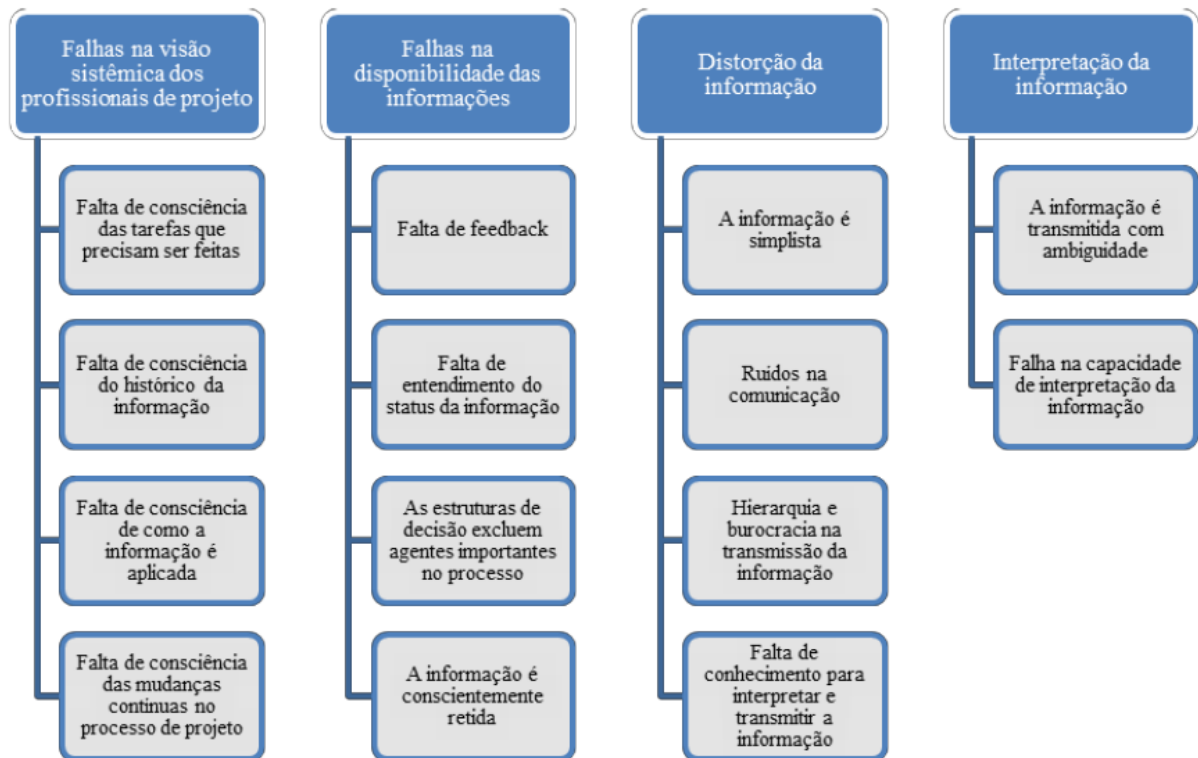 Falhas na visão
sistêmica dos
profissionais de projeto
Falta de consciência
das tarefas que
precisam ser feitas
Falta de consciência
do histórico da
informação
Falta de consciência
de como a
informação é
aplicada
Falta de consciência
das mudanças
continuas no
processo de projeto
Falhas na
disponibilidade das
informações
Falta de feedback
Falta de
entendimento do
status da informação
As estruturas de
decisão excluem
agentes importantes
no processo
A informação é
conscientemente
retida
Distorção da
informação
A informação é
simplista
Ruidos na
comunicação
Hierarquia e
burocracia na
transmissão da
informação
Falta de
conhecimento para
interpretar e
transmitir a
informação
Interpretação da
informação
A informação é
transmitida com
ambiguidade
Falha na capacidade
de interpretação da
informação